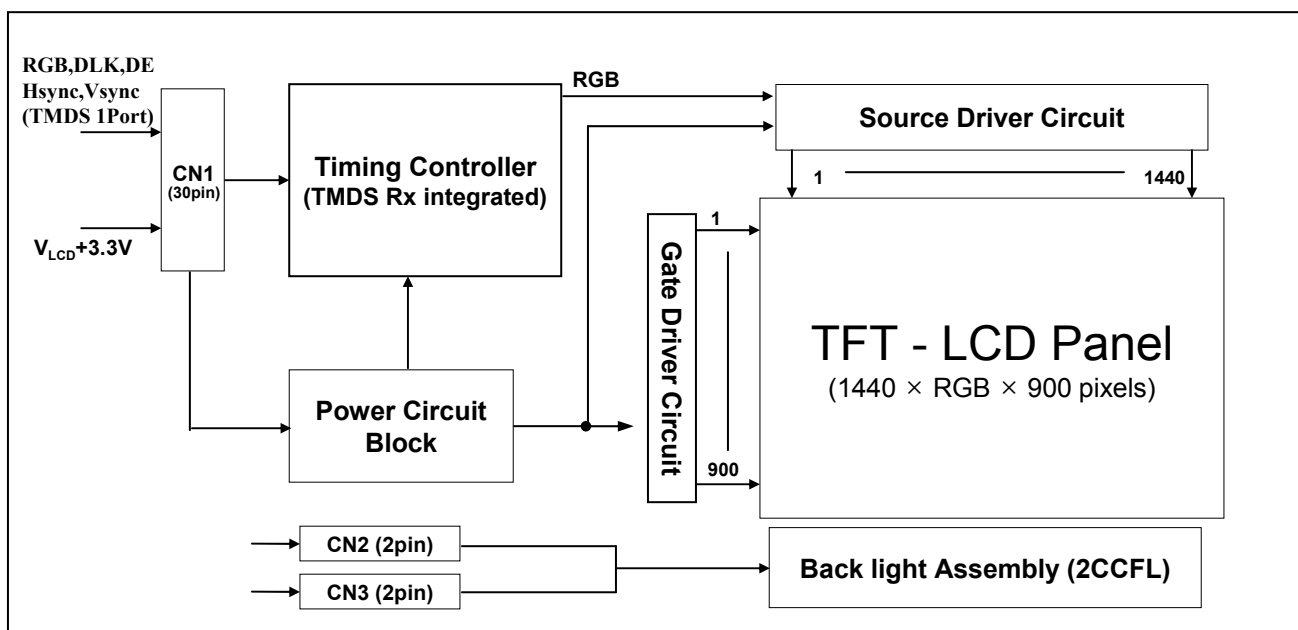 RGB,DLK,DE
Hsync,Vsync
(TMDS 1Port)
V_LCD+3.3V
CN1
(30pin)
Timing Controller
(TMDS Rx integrated)
RGB
Source Driver Circuit
1
1440
Power Circuit
Block
Gate Driver Circuit
1
900
TFT - LCD Panel
(1440 × RGB × 900 pixels)
CN2 (2pin)
CN3 (2pin)
Back light Assembly (2CCFL)